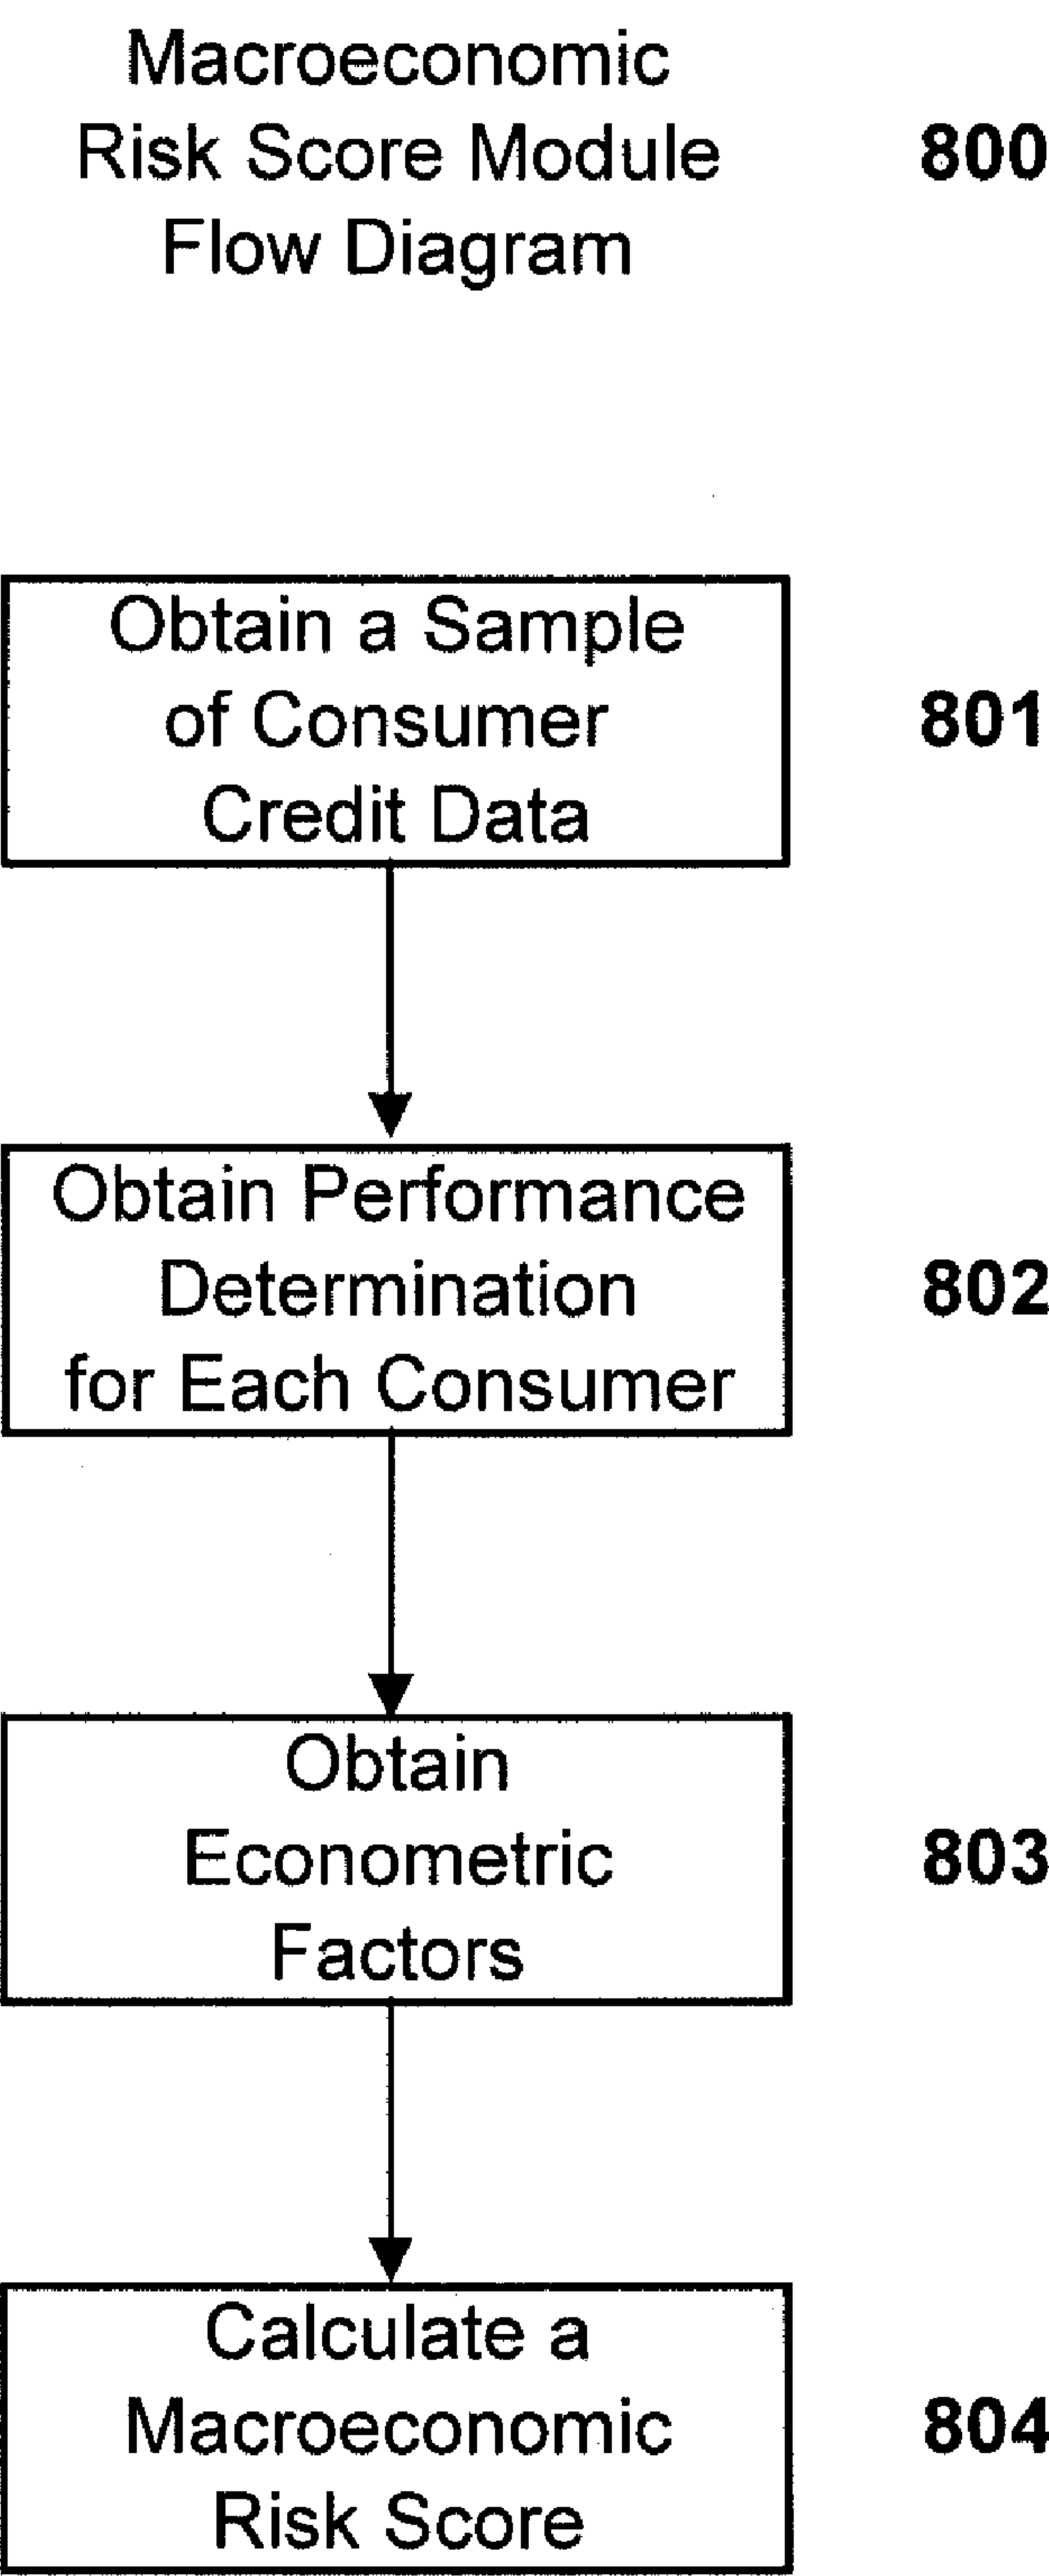 Macroeconomic
Risk Score Module 800
Flow Diagram
Obtain a Sample
of Consumer 801
Credit Data
Obtain Performance
Determination 802
for Each Consumer
Obtain
Econometric 803
Factors
Calculate a
Macroeconomic 804
Risk Score